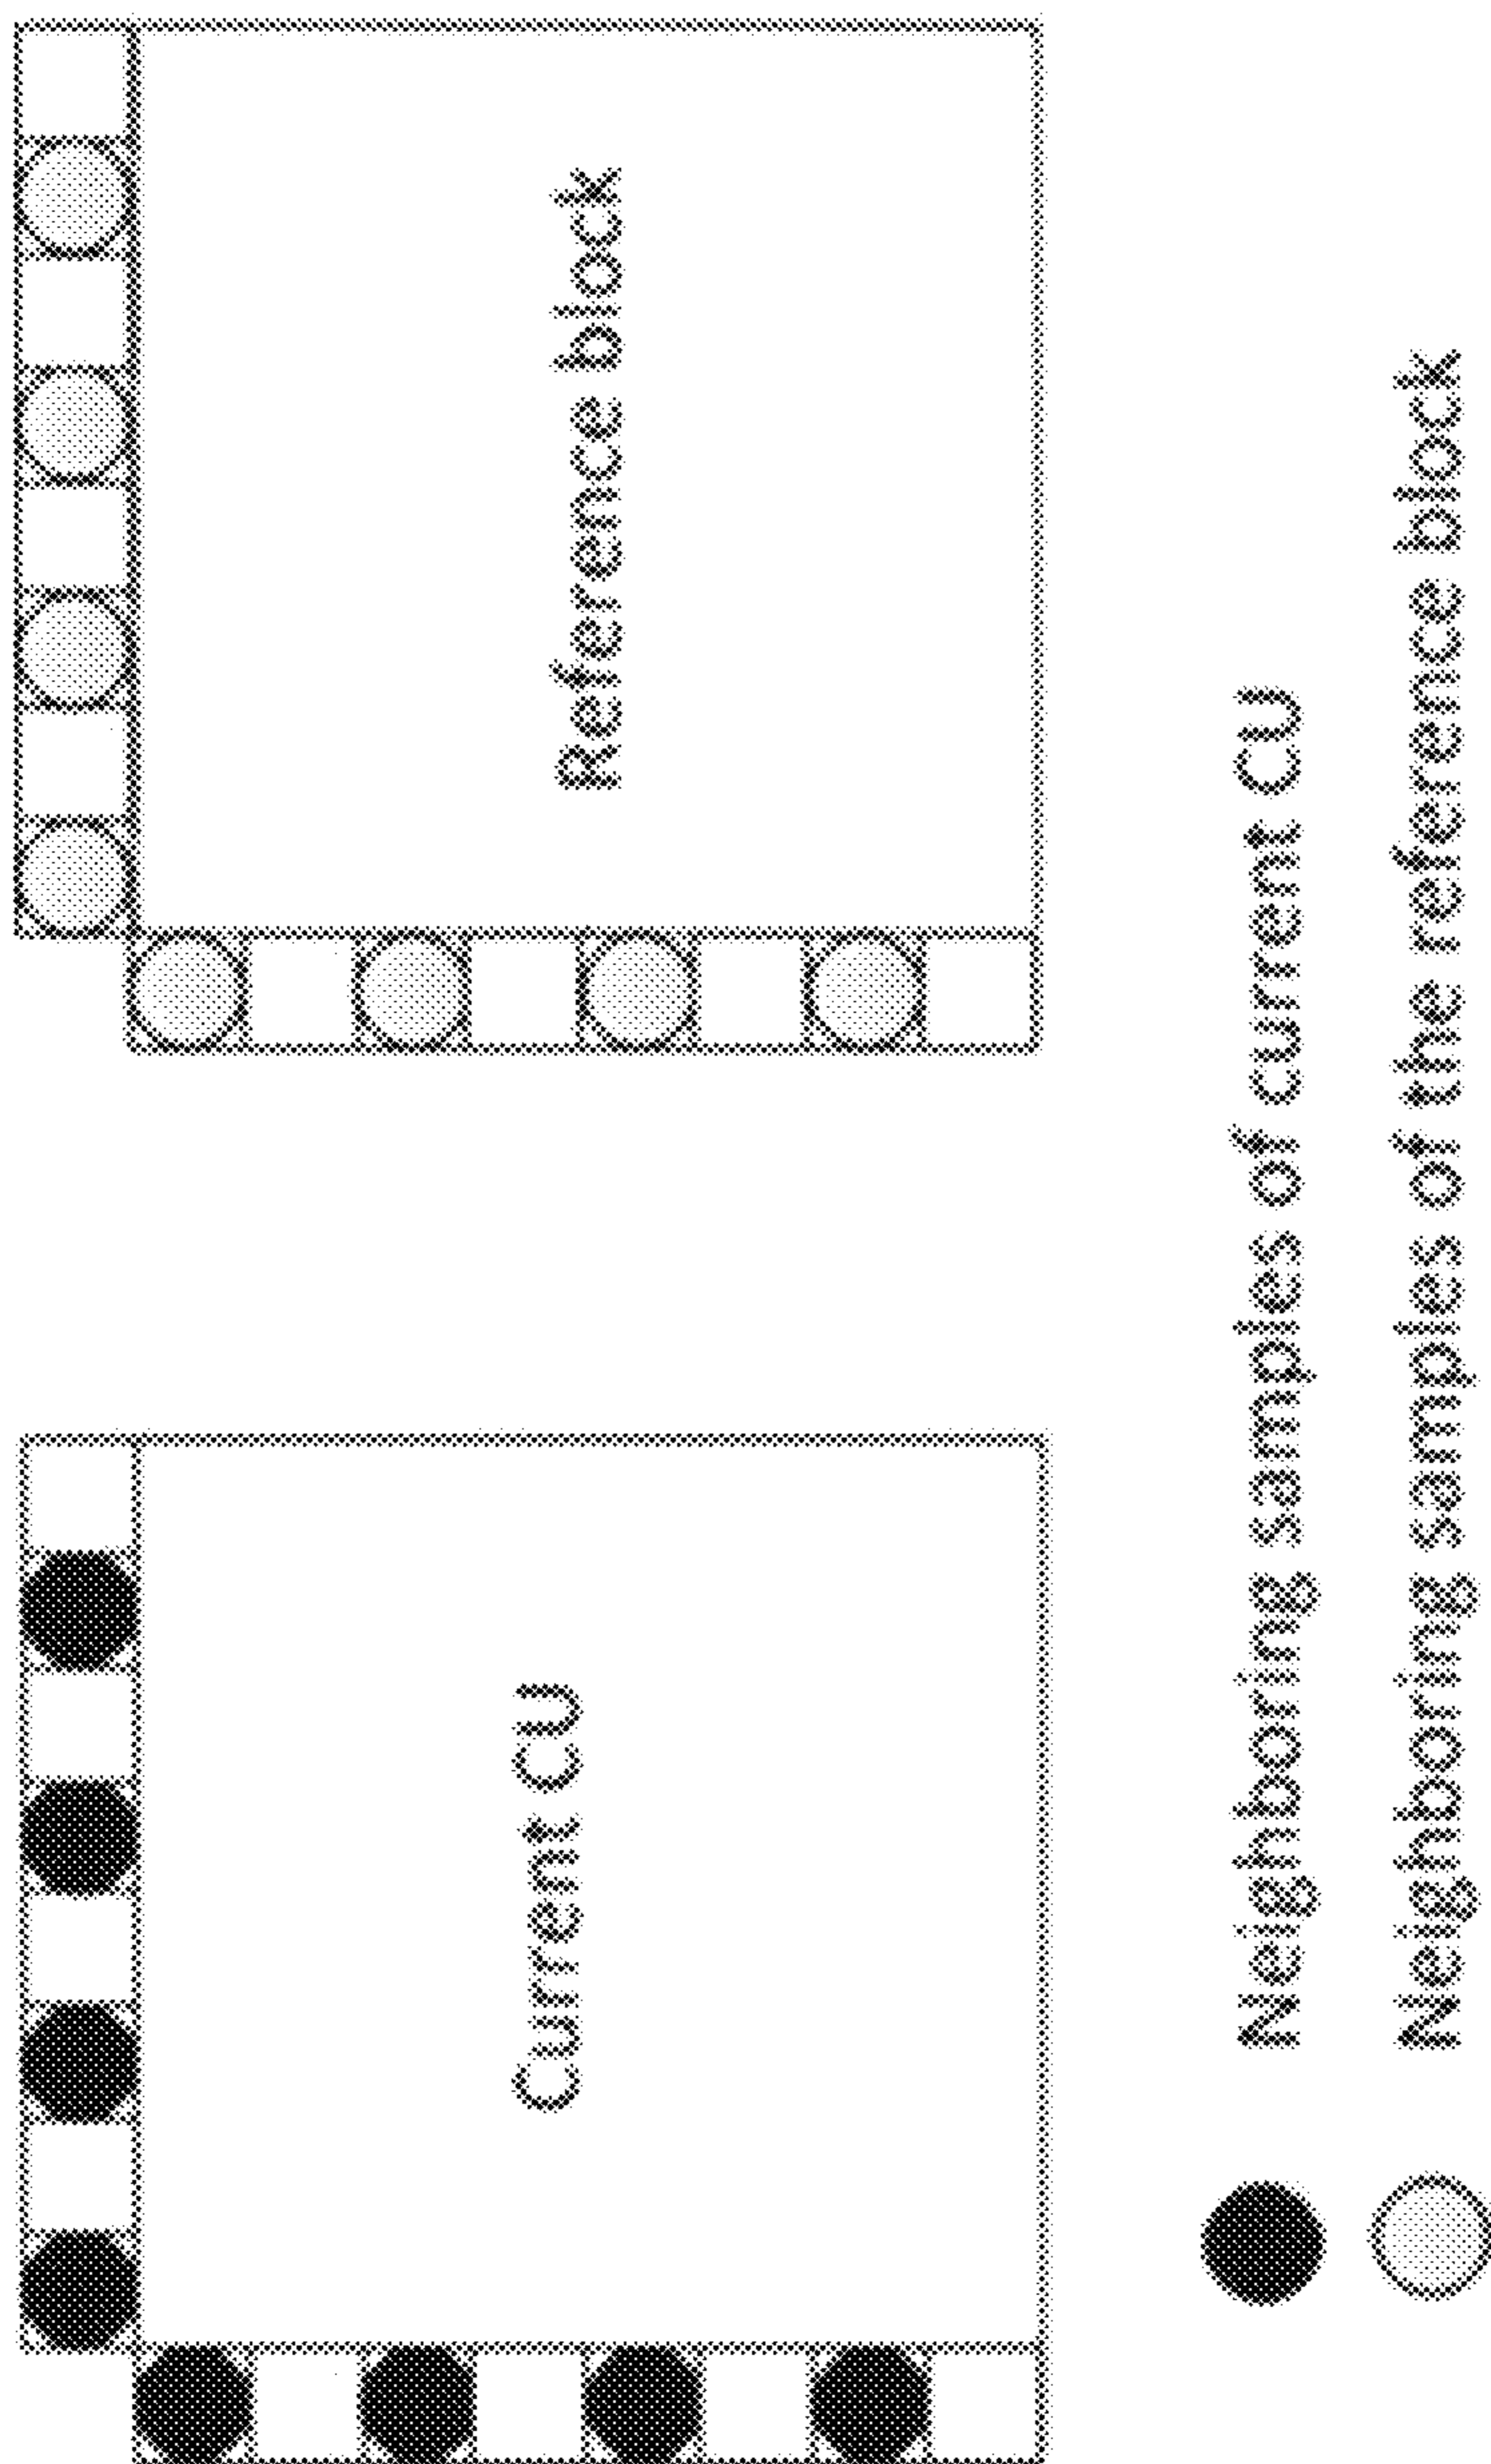 Current CU
Reference block
Neighboring samples of current CU
Neighboring samples of the reference block